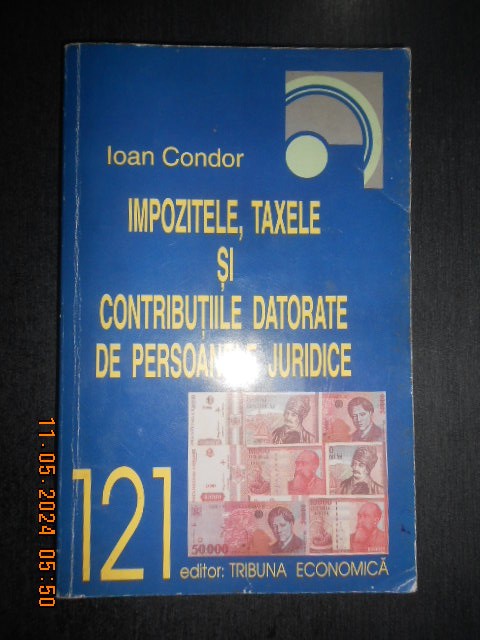 Ioan Condor
IMPOZITELE, TAXELE
ȘI
CONTRIBUȚIILE DATORATE
DE PERSOANELE JURIDICE
50000
121
editor: TRIBUNA ECONOMICĂ
11.05.2024 05:50